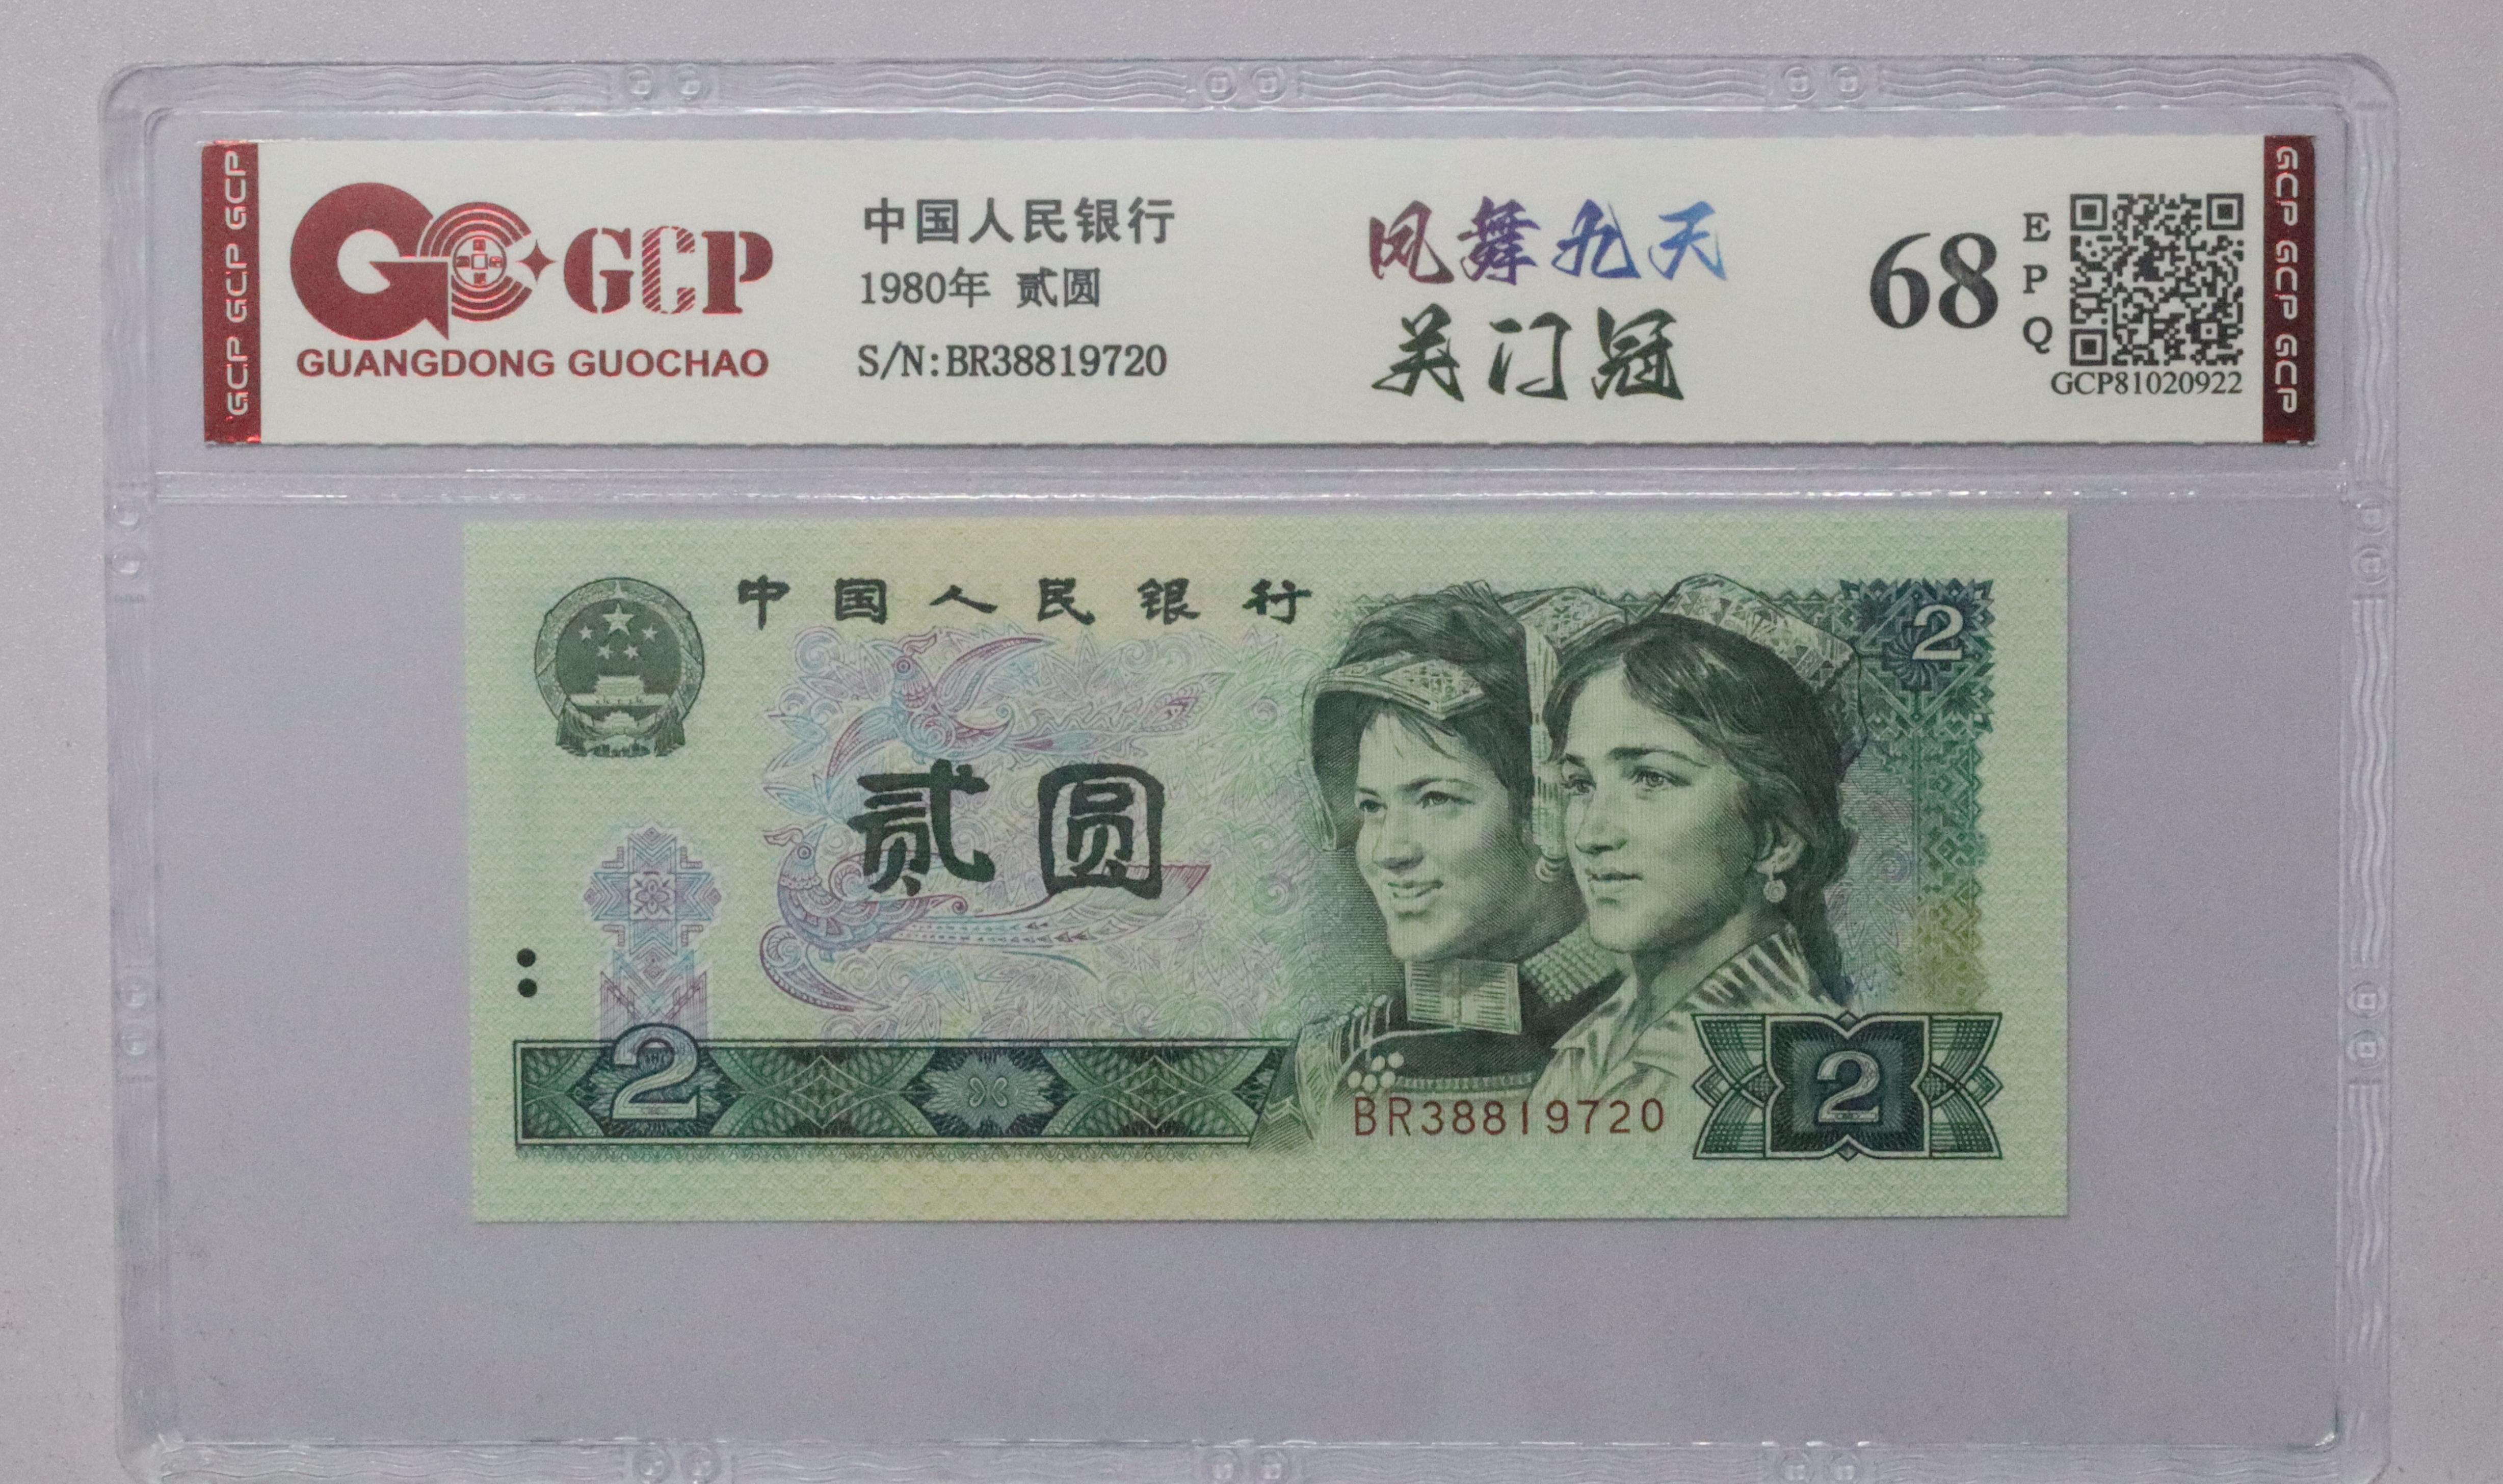 GCP GCP GCP
GCP
GUANGDONG GUOCHAO
中国人民银行
1980年 贰圆
S/N:BR38819720
凤舞九天
关门冠
68
EPQ
GCP81020922
GCP GCP GCP
中国人民银行
2
贰圆
2
BR38819720
2